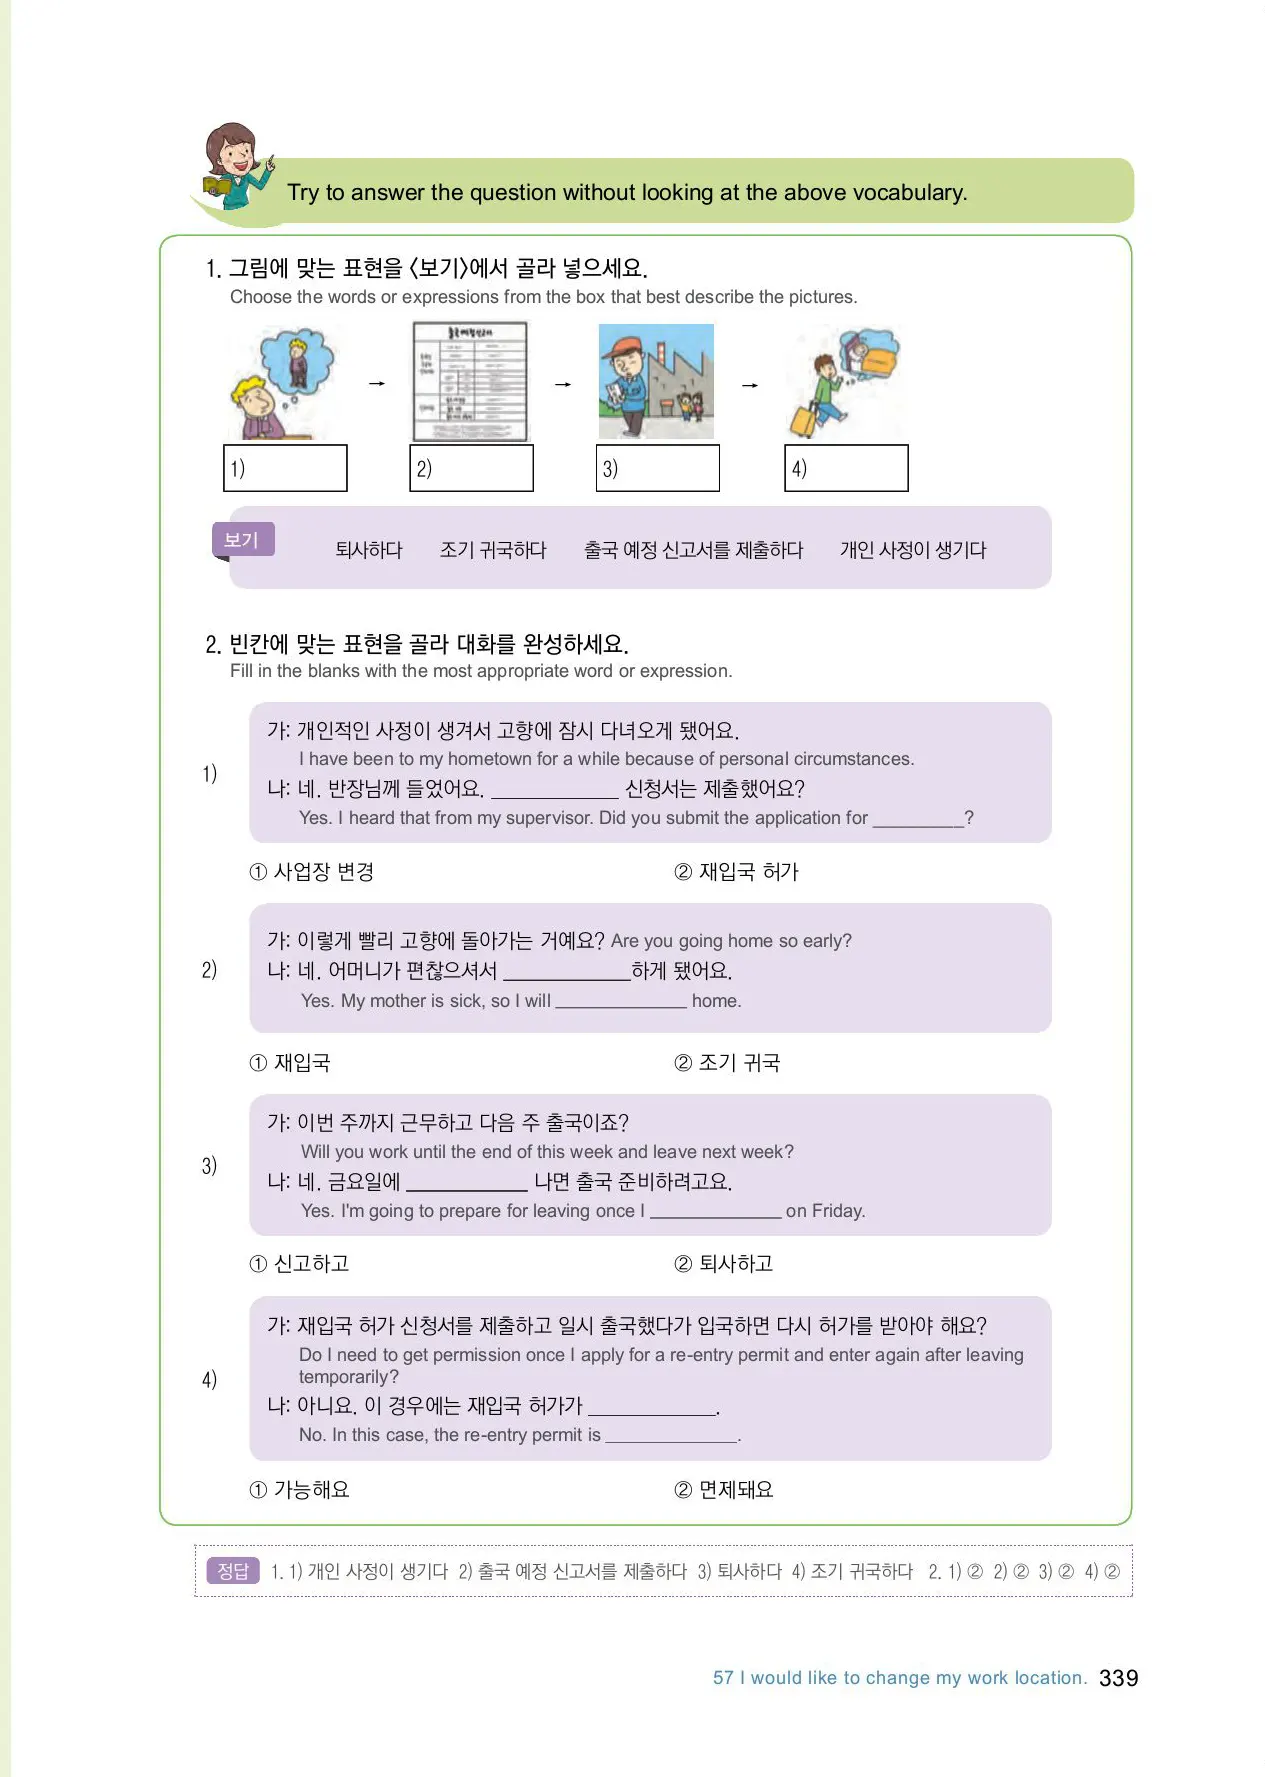 Try to answer the question without looking at the above vocabulary.
1. 그림에 맞는 표현을 〈보기〉에서 골라 넣으세요.
Choose the words or expressions from the box that best describe the pictures.
출국예정신고서
→ → →
1) 2) 3) 4)
보기
퇴사하다 조기 귀국하다 출국 예정 신고서를 제출하다 개인 사정이 생기다
2. 빈칸에 맞는 표현을 골라 대화를 완성하세요.
Fill in the blanks with the most appropriate word or expression.
1)
가: 개인적인 사정이 생겨서 고향에 잠시 다녀오게 됐어요.
I have been to my hometown for a while because of personal circumstances.
나: 네. 반장님께 들었어요. ____________ 신청서는 제출했어요?
Yes. I heard that from my supervisor. Did you submit the application for _________?
① 사업장 변경 ② 재입국 허가
2)
가: 이렇게 빨리 고향에 돌아가는 거예요? Are you going home so early?
나: 네. 어머니가 편찮으셔서 ____________하게 됐어요.
Yes. My mother is sick, so I will _____________ home.
① 재입국 ② 조기 귀국
3)
가: 이번 주까지 근무하고 다음 주 출국이죠?
Will you work until the end of this week and leave next week?
나: 네. 금요일에 ____________ 나면 출국 준비하려고요.
Yes. I'm going to prepare for leaving once I _____________ on Friday.
① 신고하고 ② 퇴사하고
4)
가: 재입국 허가 신청서를 제출하고 일시 출국했다가 입국하면 다시 허가를 받아야 해요?
Do I need to get permission once I apply for a re-entry permit and enter again after leaving
temporarily?
나: 아니요. 이 경우에는 재입국 허가가 ____________.
No. In this case, the re-entry permit is _____________.
① 가능해요 ② 면제돼요
정답 1. 1) 개인 사정이 생기다 2) 출국 예정 신고서를 제출하다 3) 퇴사하다 4) 조기 귀국하다 2. 1) ② 2) ② 3) ② 4) ②
57 I would like to change my work location. 339